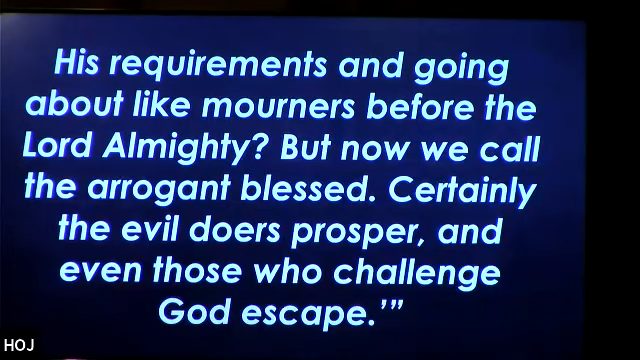 His requirements and going
about like mourners before the
Lord Almighty? But now we call
the arrogant blessed. Certainly
the evil doers prosper, and
even those who challenge
God escape.’”
HOJ